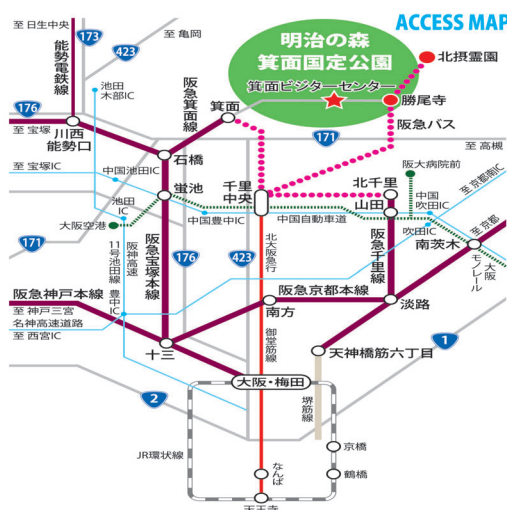 ACCESS MAP
至 日生中央
173
至 亀岡
423
能勢電鉄線
池田
木部IC
明治の森
箕面国定公園
箕面ビジターセンター
北摂霊園
勝尾寺
阪急バス
阪急箕面線
箕面
176
至 宝塚
川西
能勢口
171
至 高槻
石橋
至 宝塚IC
中国池田IC
蛍池
千里
中央
北千里
阪大病院前
山田
中国
吹田IC
至 京都南IC
池田
IC
大阪空港
中国豊中IC
中国自動車道
吹田IC
至 京都
南茨木
171
11号池田線
阪神高速
豊中IC
阪急宝塚本線
176
423
北大阪急行
阪急千里線
大阪
モノレール
阪急神戸本線
至 神戸三宮
名神高速道路
至 西宮IC
阪急京都本線
南方
淡路
御堂筋線
十三
天神橋筋六丁目
1
2
大阪・梅田
堺筋線
JR環状線
京橋
なんば
鶴橋
天王寺